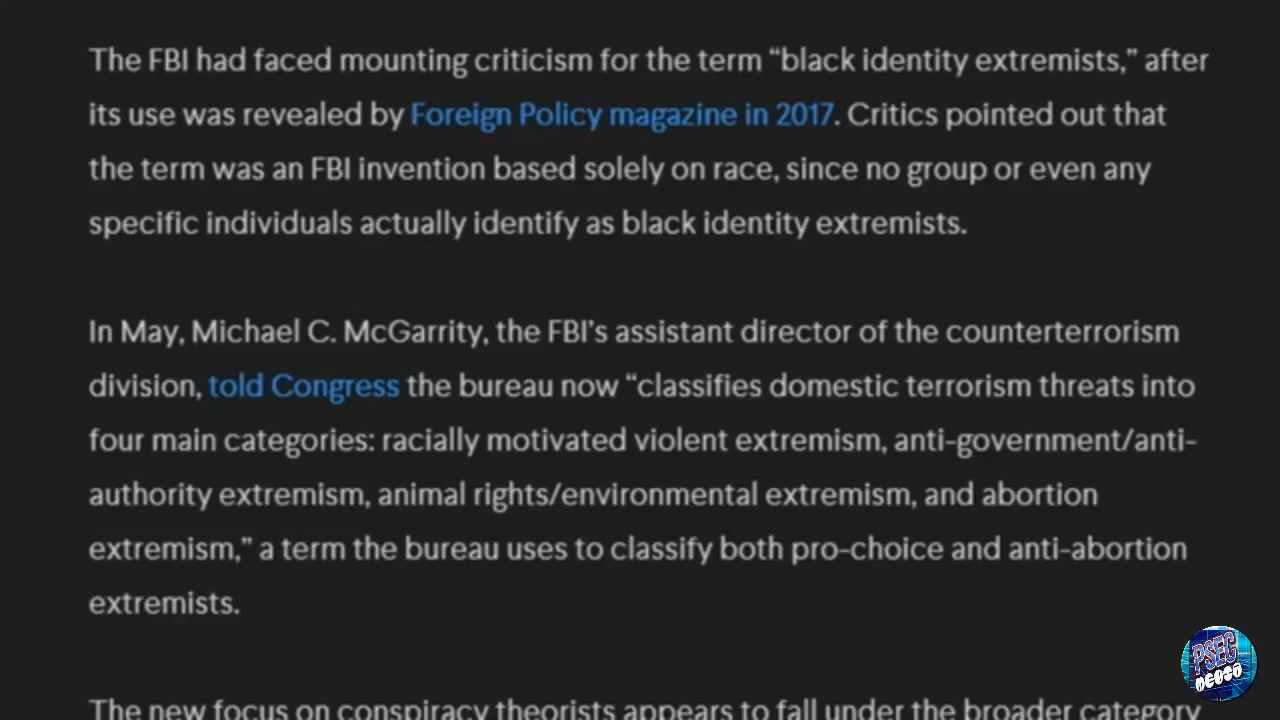 The FBI had faced mounting criticism for the term “black identity extremists,” after
its use was revealed by Foreign Policy magazine in 2017. Critics pointed out that
the term was an FBI invention based solely on race, since no group or even any
specific individuals actually identify as black identity extremists.
In May, Michael C. McGarrity, the FBI’s assistant director of the counterterrorism
division, told Congress the bureau now “classifies domestic terrorism threats into
four main categories: racially motivated violent extremism, anti-government/anti-
authority extremism, animal rights/environmental extremism, and abortion
extremism,” a term the bureau uses to classify both pro-choice and anti-abortion
extremists.
The new focus on conspiracy theorists appears to fall under the broader category
PSEC